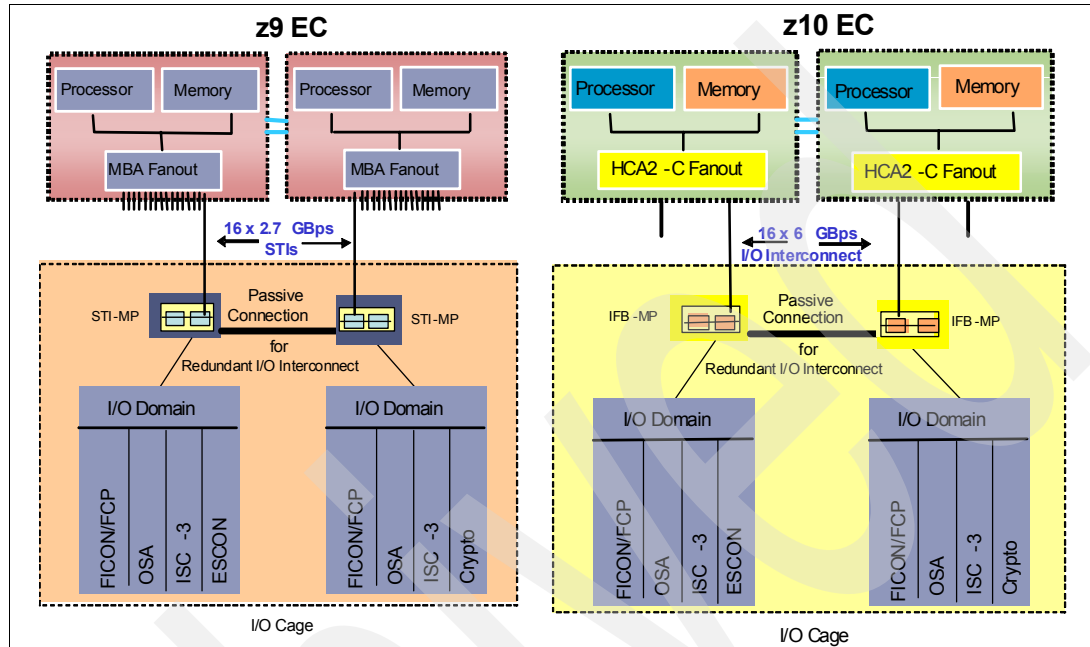 z9 EC
Processor
Memory
MBA Fanout
Processor
Memory
MBA Fanout
16 x 2.7 GBps
STIs
STI-MP
Passive
Connection
for
Redundant I/O Interconnect
STI-MP
I/O Domain
FICON/FCP
OSA
ISC -3
ESCON
I/O Domain
FICON/FCP
OSA
ISC -3
Crypto
I/O Cage
z10 EC
Processor
Memory
HCA2 -C Fanout
Processor
Memory
HCA2 -C Fanout
16 x 6 GBps
I/O Interconnect
IFB-MP
Passive
Connection
for
Redundant I/O Interconnect
IFB-MP
I/O Domain
FICON/FCP
OSA
ISC -3
ESCON
I/O Domain
FICON/FCP
OSA
ISC -3
Crypto
I/O Cage